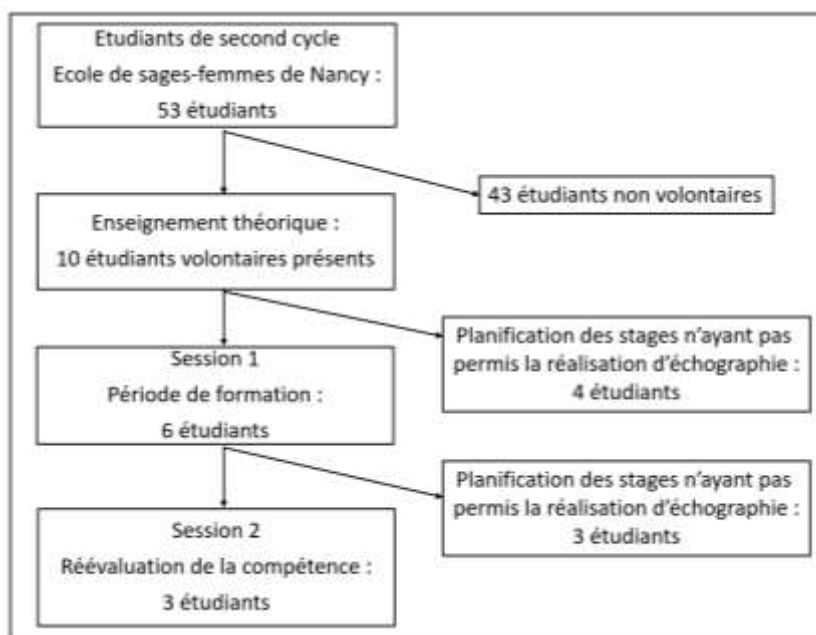 Etudiants de second cycle
Ecole de sages-femmes de Nancy :
53 étudiants
43 étudiants non volontaires
Enseignement théorique :
10 étudiants volontaires présents
Planification des stages n'ayant pas
permis la réalisation d'échographie :
4 étudiants
Session 1
Période de formation :
6 étudiants
Planification des stages n'ayant pas
permis la réalisation d'échographie :
3 étudiants
Session 2
Réévaluation de la compétence :
3 étudiants